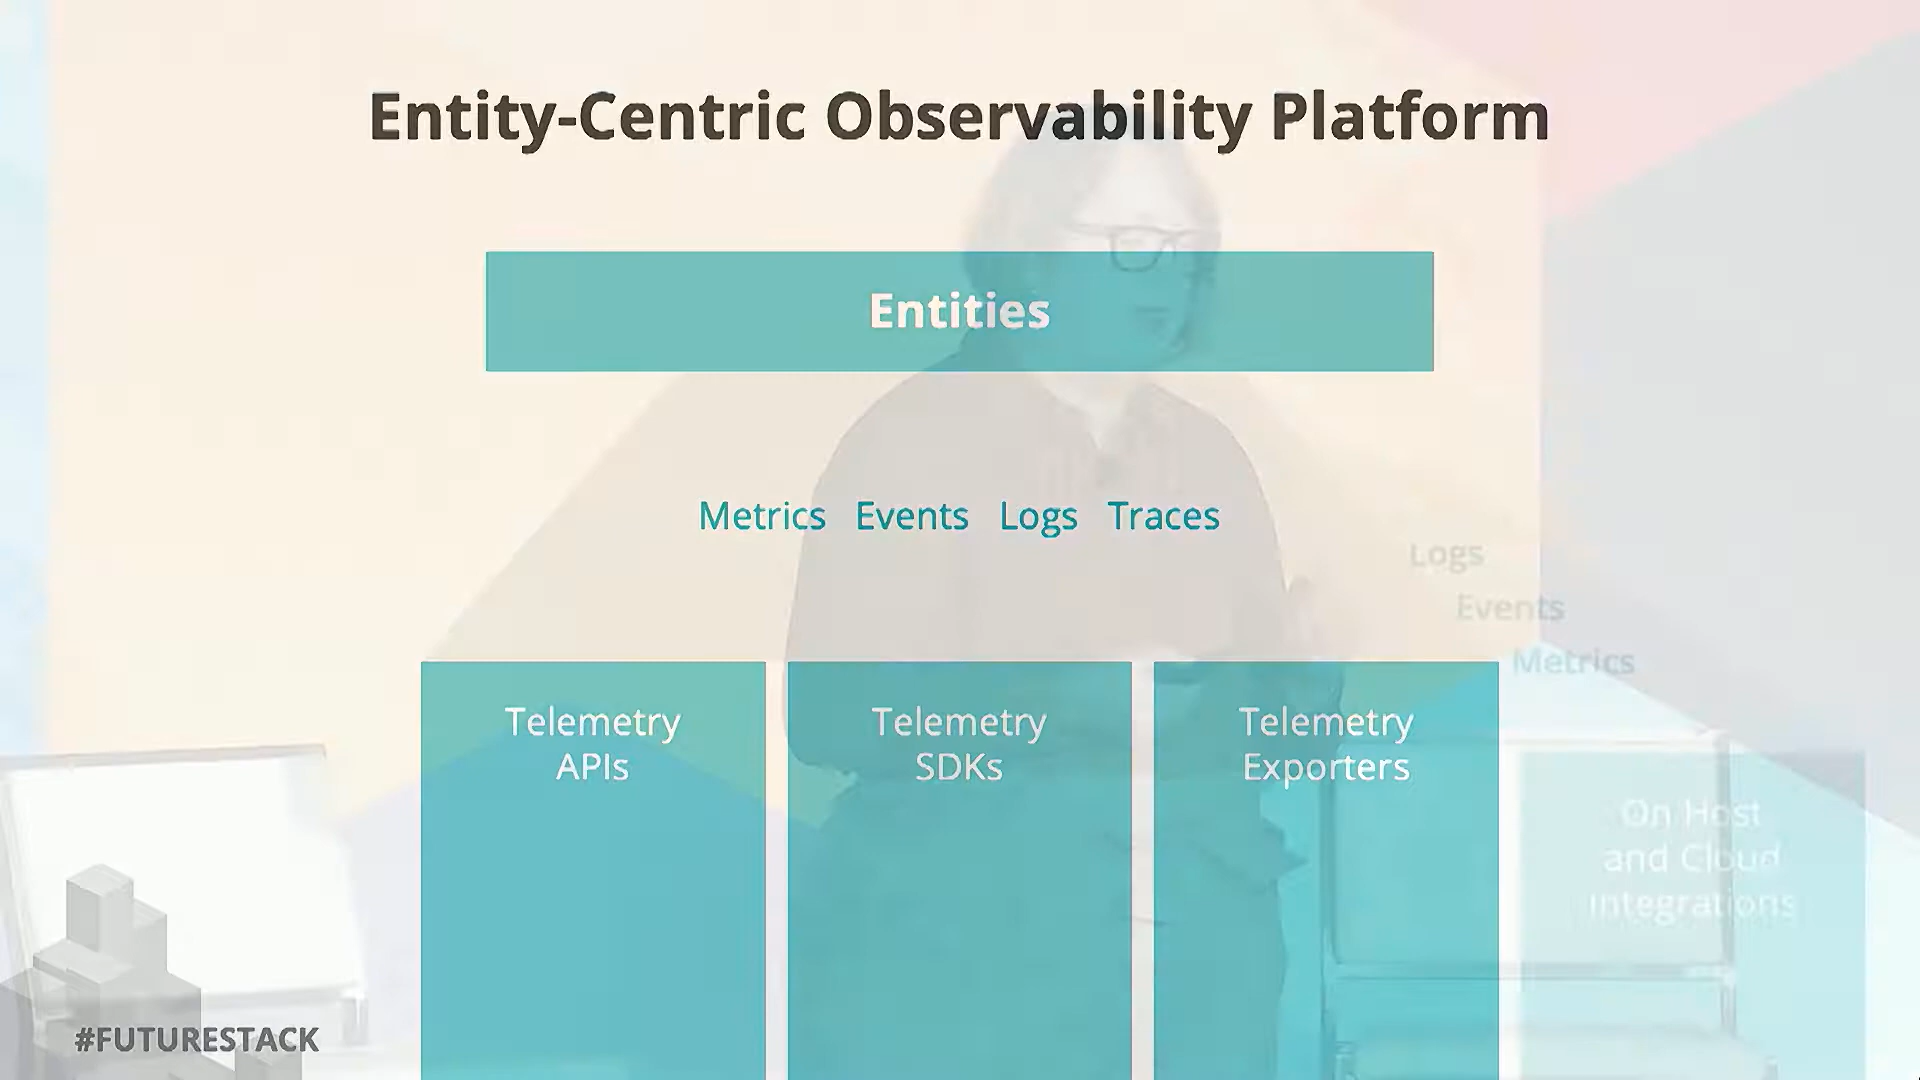 Entity-Centric Observability Platform
Entities
Metrics Events Logs Traces
Logs
Events
Metrics
Telemetry
APIs
Telemetry
SDKs
Telemetry
Exporters
On Host
and Cloud
Integrations
#FUTURESTACK